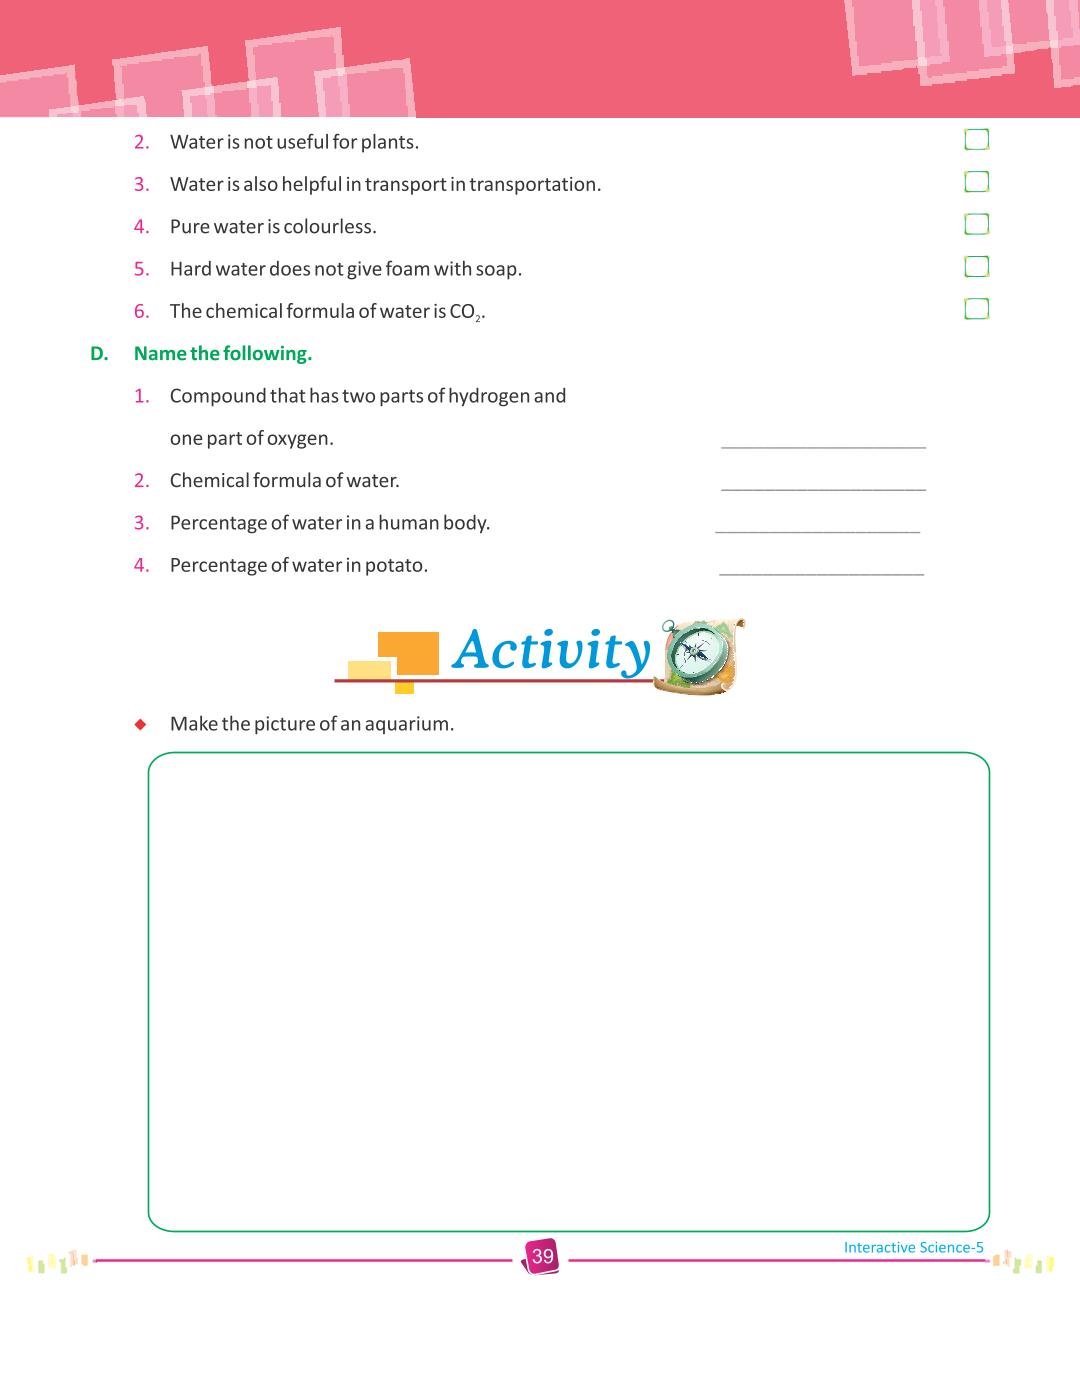 2. Water is not useful for plants.
3. Water is also helpful in transport in transportation.
4. Pure water is colourless.
5. Hard water does not give foam with soap.
6. The chemical formula of water is CO₂.
D. Name the following.
1. Compound that has two parts of hydrogen and
one part of oxygen. ____________________
2. Chemical formula of water. ____________________
3. Percentage of water in a human body. ____________________
4. Percentage of water in potato. ____________________
Activity
◆ Make the picture of an aquarium.
Interactive Science-5
39